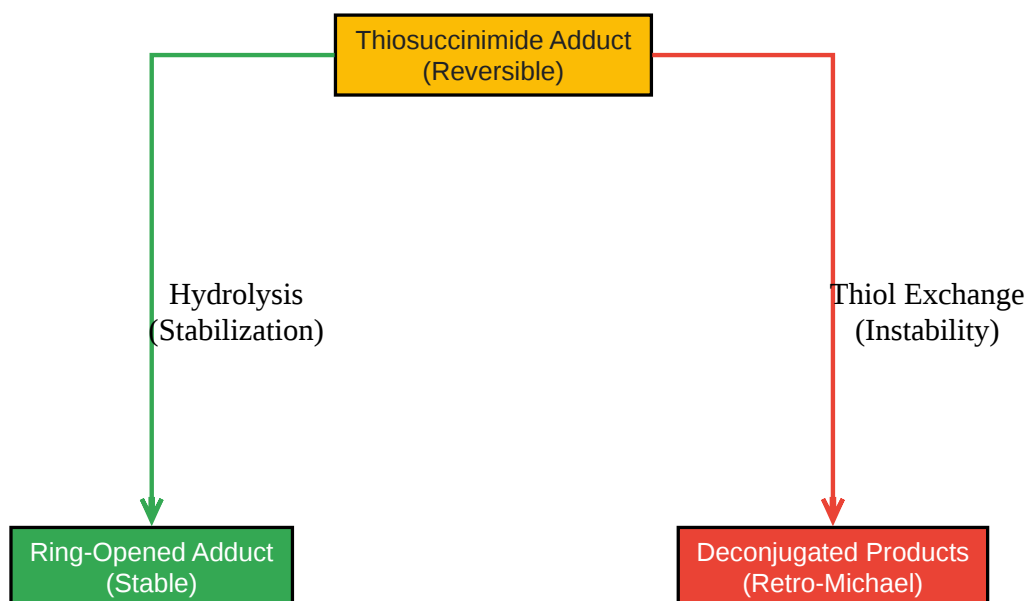 Thiosuccinimide Adduct
(Reversible)
Hydrolysis
(Stabilization)
Thiol Exchange
(Instability)
Ring-Opened Adduct
(Stable)
Deconjugated Products
(Retro-Michael)